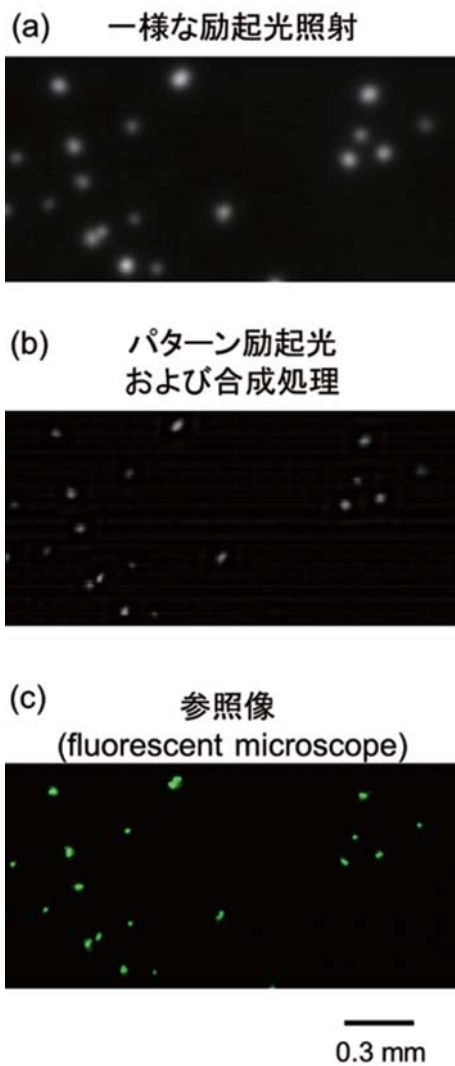 (a) 一様な励起光照射
(b) パターン励起光
および合成処理
(c) 参照像
(fluorescent microscope)
0.3 mm